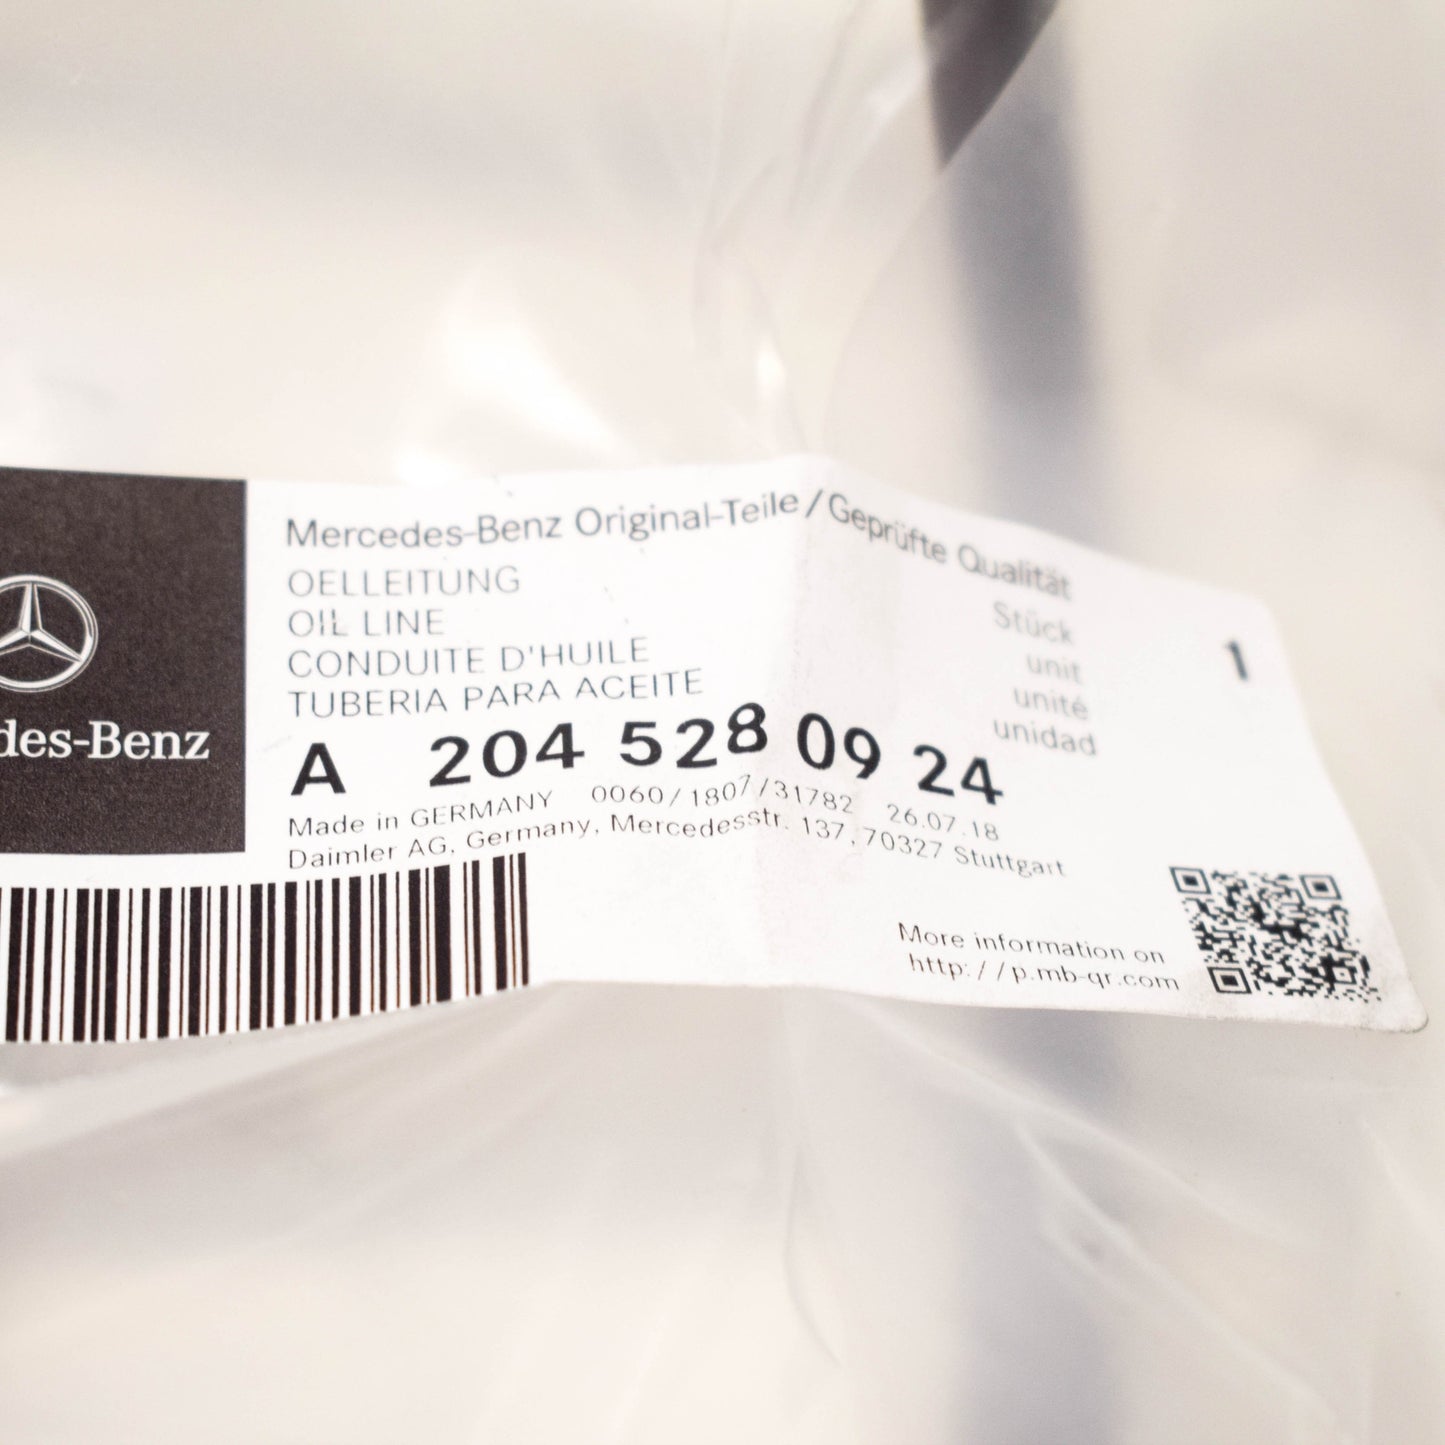 Mercedes-Benz Original-Teile/Geprüfte Qualität
OELLEITUNG
OIL LINE
CONDUITE D'HUILE
TUBERIA PARA ACEITE
Stück
unit
unité
unidad
1
des-Benz
A 204 528 09 24
Made in GERMANY 0060/1807/31782 26.07.18
Daimler AG, Germany, Mercedesstr. 137, 70327 Stuttgart
More information on
http://p.mb-qr.com